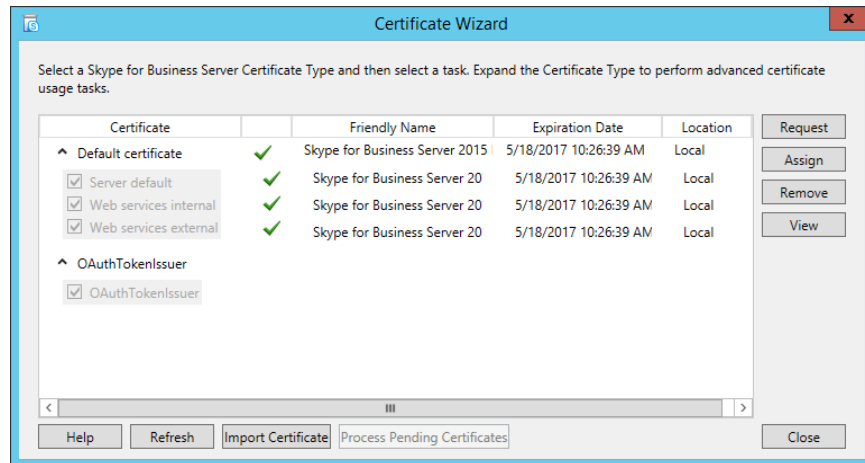 Certificate Wizard
x
Select a Skype for Business Server Certificate Type and then select a task. Expand the Certificate Type to perform advanced certificate
usage tasks.
Certificate Friendly Name Expiration Date Location Request
Default certificate Skype for Business Server 2015 5/18/2017 10:26:39 AM Local Assign
Server default Skype for Business Server 20 5/18/2017 10:26:39 AM Local Remove
Web services internal Skype for Business Server 20 5/18/2017 10:26:39 AM Local
Web services external Skype for Business Server 20 5/18/2017 10:26:39 AM Local View
OAuthTokenIssuer
OAuthTokenIssuer
Help Refresh Import Certificate Process Pending Certificates Close